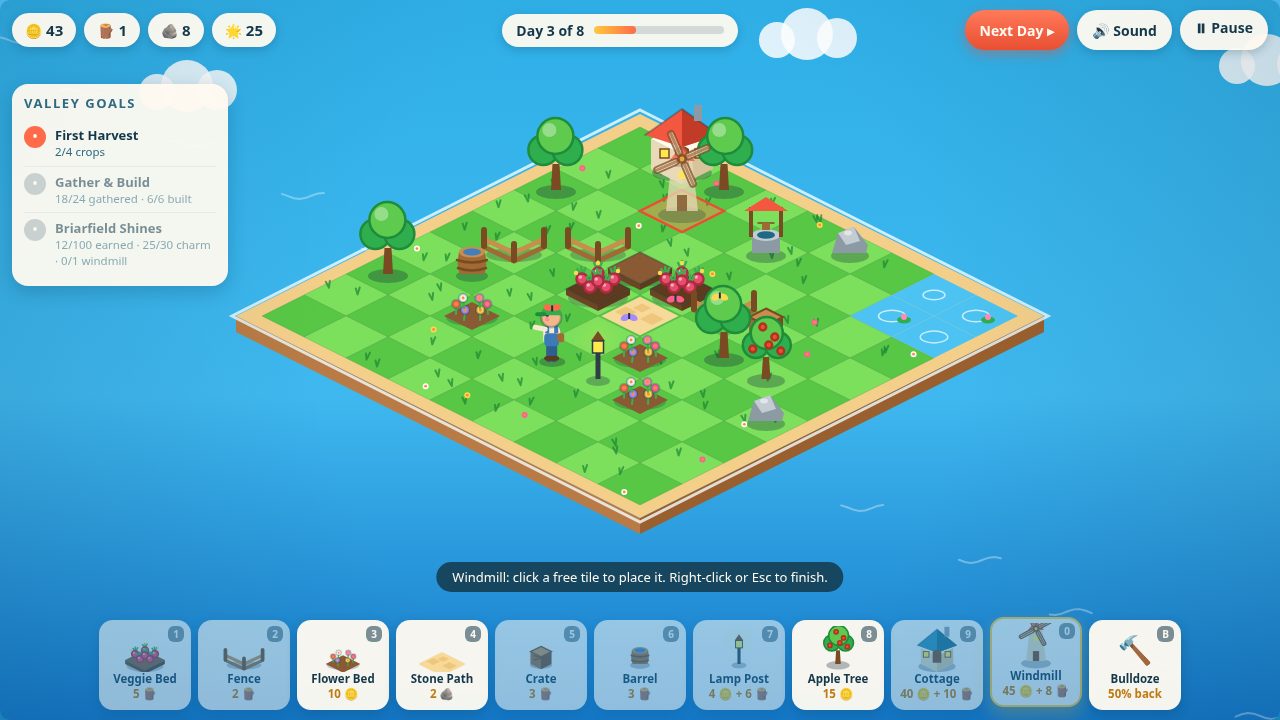 43
1
8
25
Day 3 of 8
Next Day ▸
Sound
Pause
VALLEY GOALS
First Harvest
2/4 crops
Gather & Build
18/24 gathered · 6/6 built
Briarfield Shines
12/100 earned · 25/30 charm
· 0/1 windmill
Windmill: click a free tile to place it. Right-click or Esc to finish.
1
Veggie Bed
5
2
Fence
2
3
Flower Bed
10
4
Stone Path
2
5
Crate
3
6
Barrel
3
7
Lamp Post
4 + 6
8
Apple Tree
15
9
Cottage
40 + 10
0
Windmill
45 + 8
B
Bulldoze
50% back